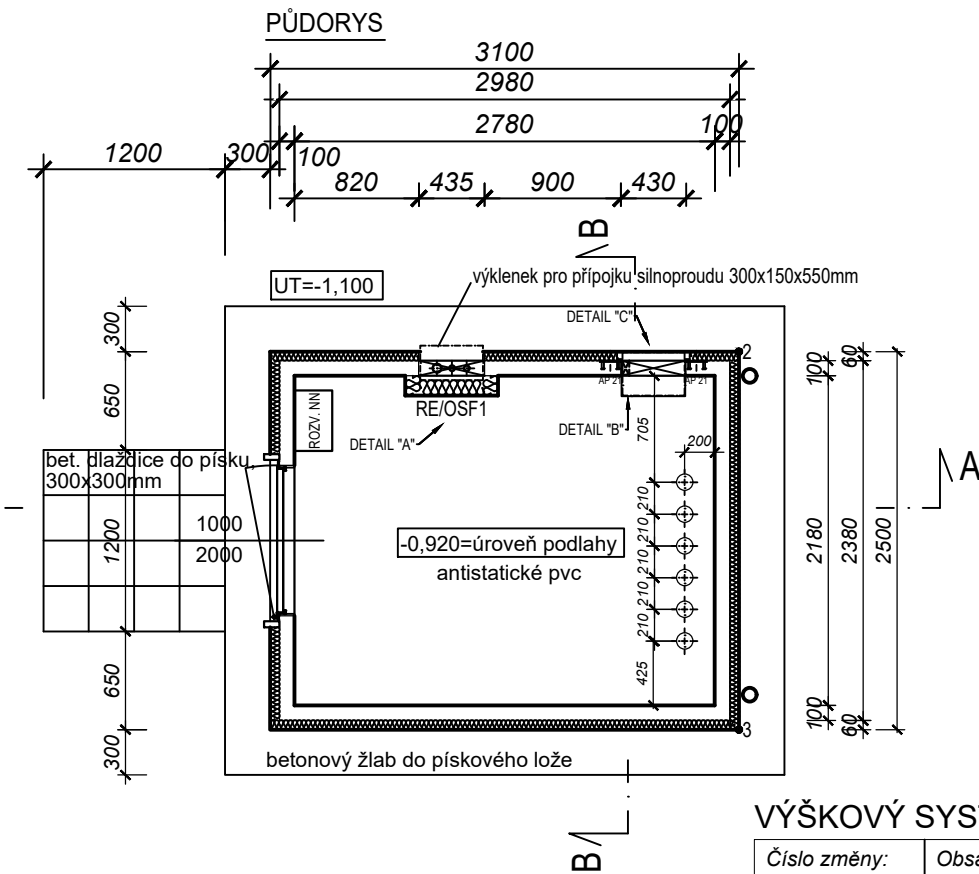 PŮDORYS
3100
2980
2780 100
1200 300 100
820 435 900 430
B
UT=-1,100
výklenek pro přípojku silnoproudu 300x150x550mm
DETAIL "C"
300
2
100 60
AP 21 AP 21
ROZV. NN
RE/OSF1
650
DETAIL "A"
DETAIL "B"
705
200
A
bet. dlaždice do písku,
300x300mm
210
1000
2000
1200
210
-0,920=úroveň podlahy
antistatické pvc
210
2180
2380
2500
210
210
425
650
100 60
3
300
betonový žlab do pískového lože
B
VÝŠKOVÝ SYS
Číslo změny: Obsa